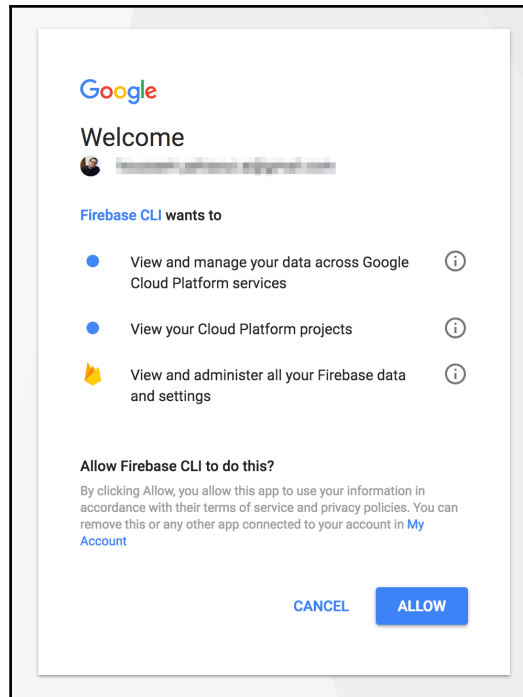 Google
Welcome
Firebase CLI wants to
View and manage your data across Google
Cloud Platform services
View your Cloud Platform projects
View and administer all your Firebase data
and settings
Allow Firebase CLI to do this?
By clicking Allow, you allow this app to use your information in
accordance with their terms of service and privacy policies. You can
remove this or any other app connected to your account in My
Account
CANCEL ALLOW